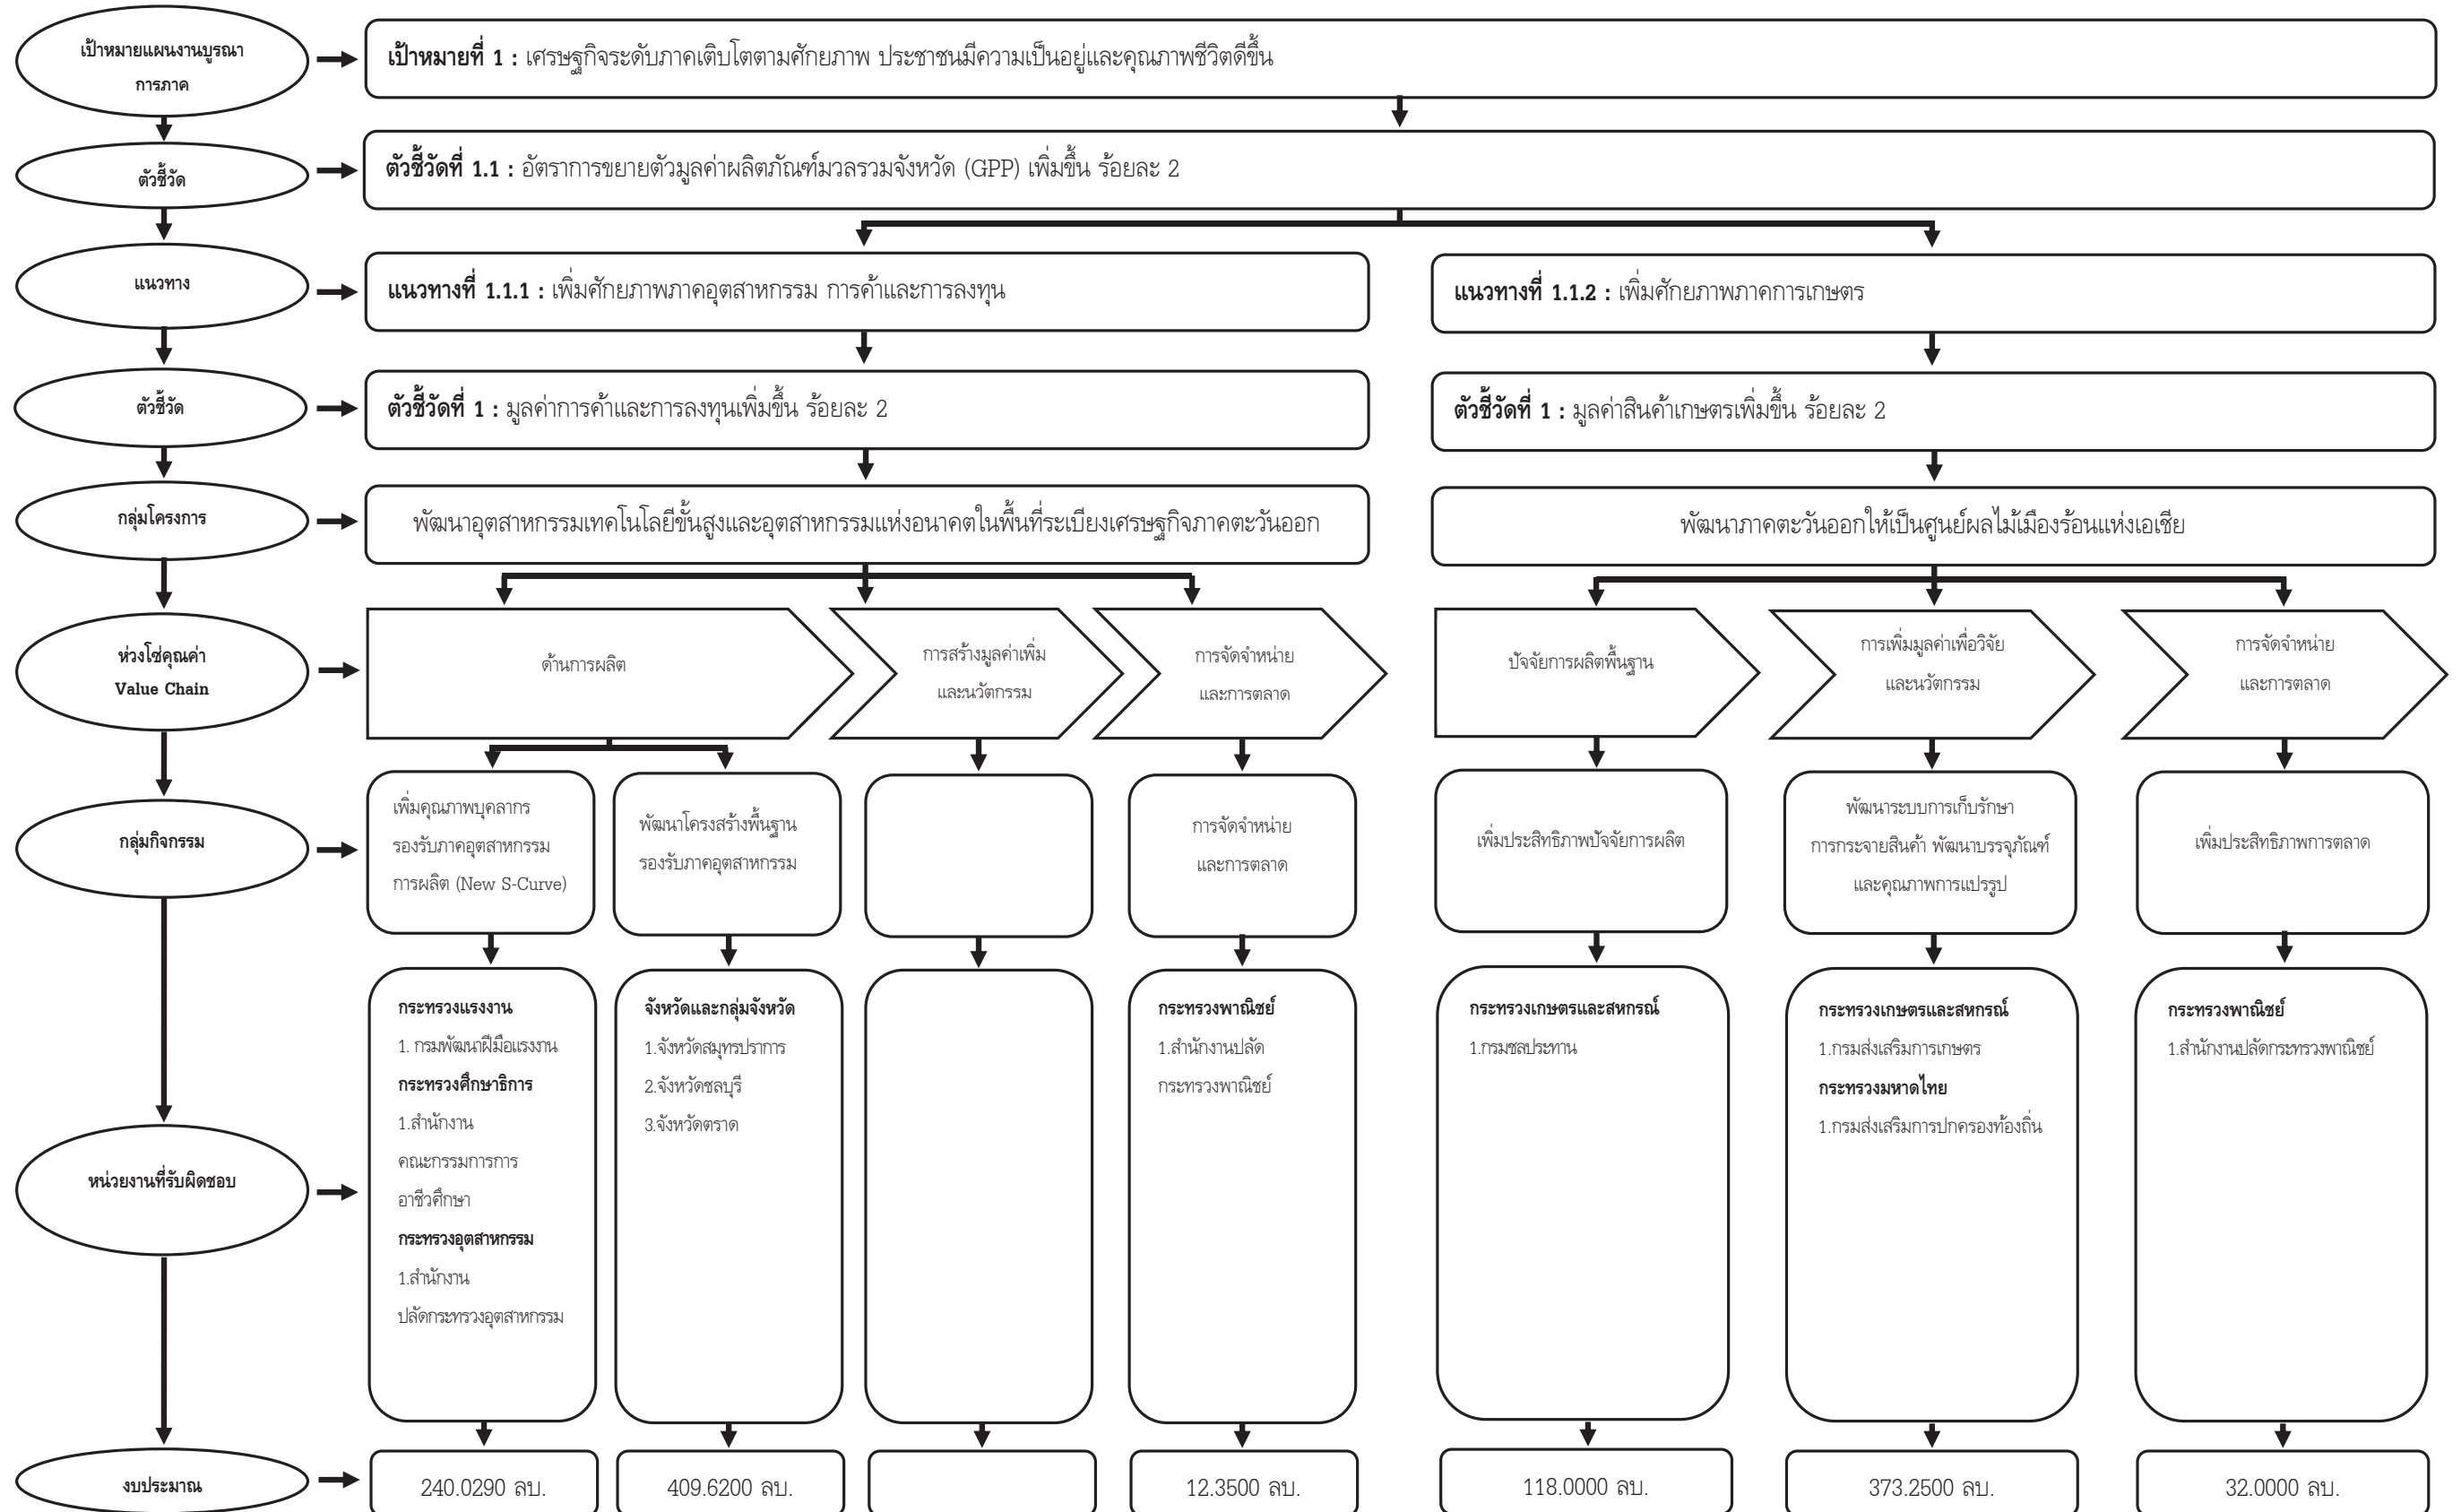 เป้าหมายแผนงานบูรณา
การภาค
เป้าหมายที่ 1 : เศรษฐกิจระดับภาคเติบโตตามศักยภาพ ประชาชนมีความเป็นอยู่และคุณภาพชีวิตดีขึ้น
ตัวชี้วัด
ตัวชี้วัดที่ 1.1 : อัตราการขยายตัวมูลค่าผลิตภัณฑ์มวลรวมจังหวัด (GPP) เพิ่มขึ้น ร้อยละ 2
แนวทาง
แนวทางที่ 1.1.1 : เพิ่มศักยภาพภาคอุตสาหกรรม การค้าและการลงทุน
แนวทางที่ 1.1.2 : เพิ่มศักยภาพภาคการเกษตร
ตัวชี้วัด
ตัวชี้วัดที่ 1 : มูลค่าการค้าและการลงทุนเพิ่มขึ้น ร้อยละ 2
ตัวชี้วัดที่ 1 : มูลค่าสินค้าเกษตรเพิ่มขึ้น ร้อยละ 2
กลุ่มโครงการ
พัฒนาอุตสาหกรรมเทคโนโลยีขั้นสูงและอุตสาหกรรมแห่งอนาคตในพื้นที่ระเบียงเศรษฐกิจภาคตะวันออก
พัฒนาภาคตะวันออกให้เป็นศูนย์ผลไม้เมืองร้อนแห่งเอเชีย
ห่วงโซ่คุณค่า
Value Chain
ด้านการผลิต
การสร้างมูลค่าเพิ่ม
และนวัตกรรม
การจัดจำหน่าย
และการตลาด
ปัจจัยการผลิตพื้นฐาน
การเพิ่มมูลค่าเพื่อวิจัย
และนวัตกรรม
การจัดจำหน่าย
และการตลาด
กลุ่มกิจกรรม
เพิ่มคุณภาพบุคลากร
รองรับภาคอุตสาหกรรม
การผลิต (New S-Curve)
พัฒนาโครงสร้างพื้นฐาน
รองรับภาคอุตสาหกรรม
การจัดจำหน่าย
และการตลาด
เพิ่มประสิทธิภาพปัจจัยการผลิต
พัฒนาระบบการเก็บรักษา
การกระจายสินค้า พัฒนาบรรจุภัณฑ์
และคุณภาพการแปรรูป
เพิ่มประสิทธิภาพการตลาด
หน่วยงานที่รับผิดชอบ
กระทรวงแรงงาน
1. กรมพัฒนาฝีมือแรงงาน
กระทรวงศึกษาธิการ
1.สำนักงาน
คณะกรรมการการ
อาชีวศึกษา
กระทรวงอุตสาหกรรม
1.สำนักงาน
ปลัดกระทรวงอุตสาหกรรม
จังหวัดและกลุ่มจังหวัด
1.จังหวัดสมุทรปราการ
2.จังหวัดชลบุรี
3.จังหวัดตราด
กระทรวงพาณิชย์
1.สำนักงานปลัด
กระทรวงพาณิชย์
กระทรวงเกษตรและสหกรณ์
1.กรมชลประทาน
กระทรวงเกษตรและสหกรณ์
1.กรมส่งเสริมการเกษตร
กระทรวงมหาดไทย
1.กรมส่งเสริมการปกครองท้องถิ่น
กระทรวงพาณิชย์
1.สำนักงานปลัดกระทรวงพาณิชย์
งบประมาณ
240.0290 ลบ.
409.6200 ลบ.
12.3500 ลบ.
118.0000 ลบ.
373.2500 ลบ.
32.0000 ลบ.